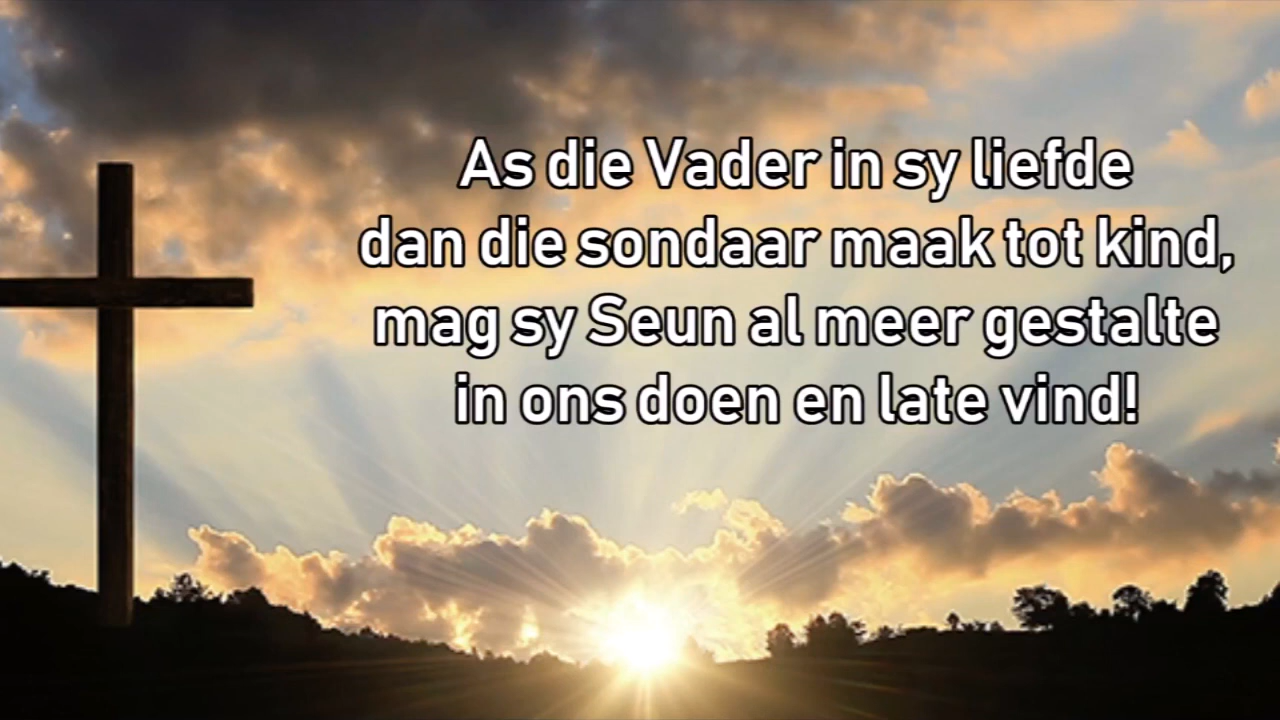 As die Vader in sy liefde
dan die sondaar maak tot kind,
mag sy Seun al meer gestalte
in ons doen en late vind!